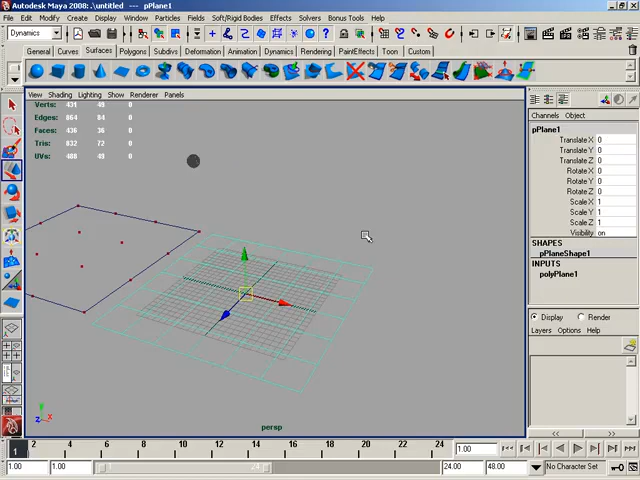 Autodesk Maya 2008: .\untitled --- pPlane1
Edit Modify Create Display Window Particles Fields Soft/Rigid Bodies Effects Solvers Bonus Tools Help
Dynamics
General Curves Surfaces Polygons Subdivs Deformation Animation Dynamics Rendering PaintEffects Toon Custom
View Shading Lighting Show Renderer Panels
Verts: 431 49 0
Edges: 864 84 0
Faces: 436 36 0
Tris: 832 72 0
UVs: 488 49 0
persp
Channels Object
pPlane1
Translate X 0
Translate Y 0
Translate Z 0
Rotate X 0
Rotate Y 0
Rotate Z 0
Scale X 1
Scale Y 1
Scale Z 1
Visibility on
SHAPES
pPlaneShape1
INPUTS
polyPlane1
Display Render
Layers Options Help
1 2 4 6 8 10 12 14 16 18 20 22 24 1.00
1.00 1.00 1 24 24.00 48.00 No Character Set